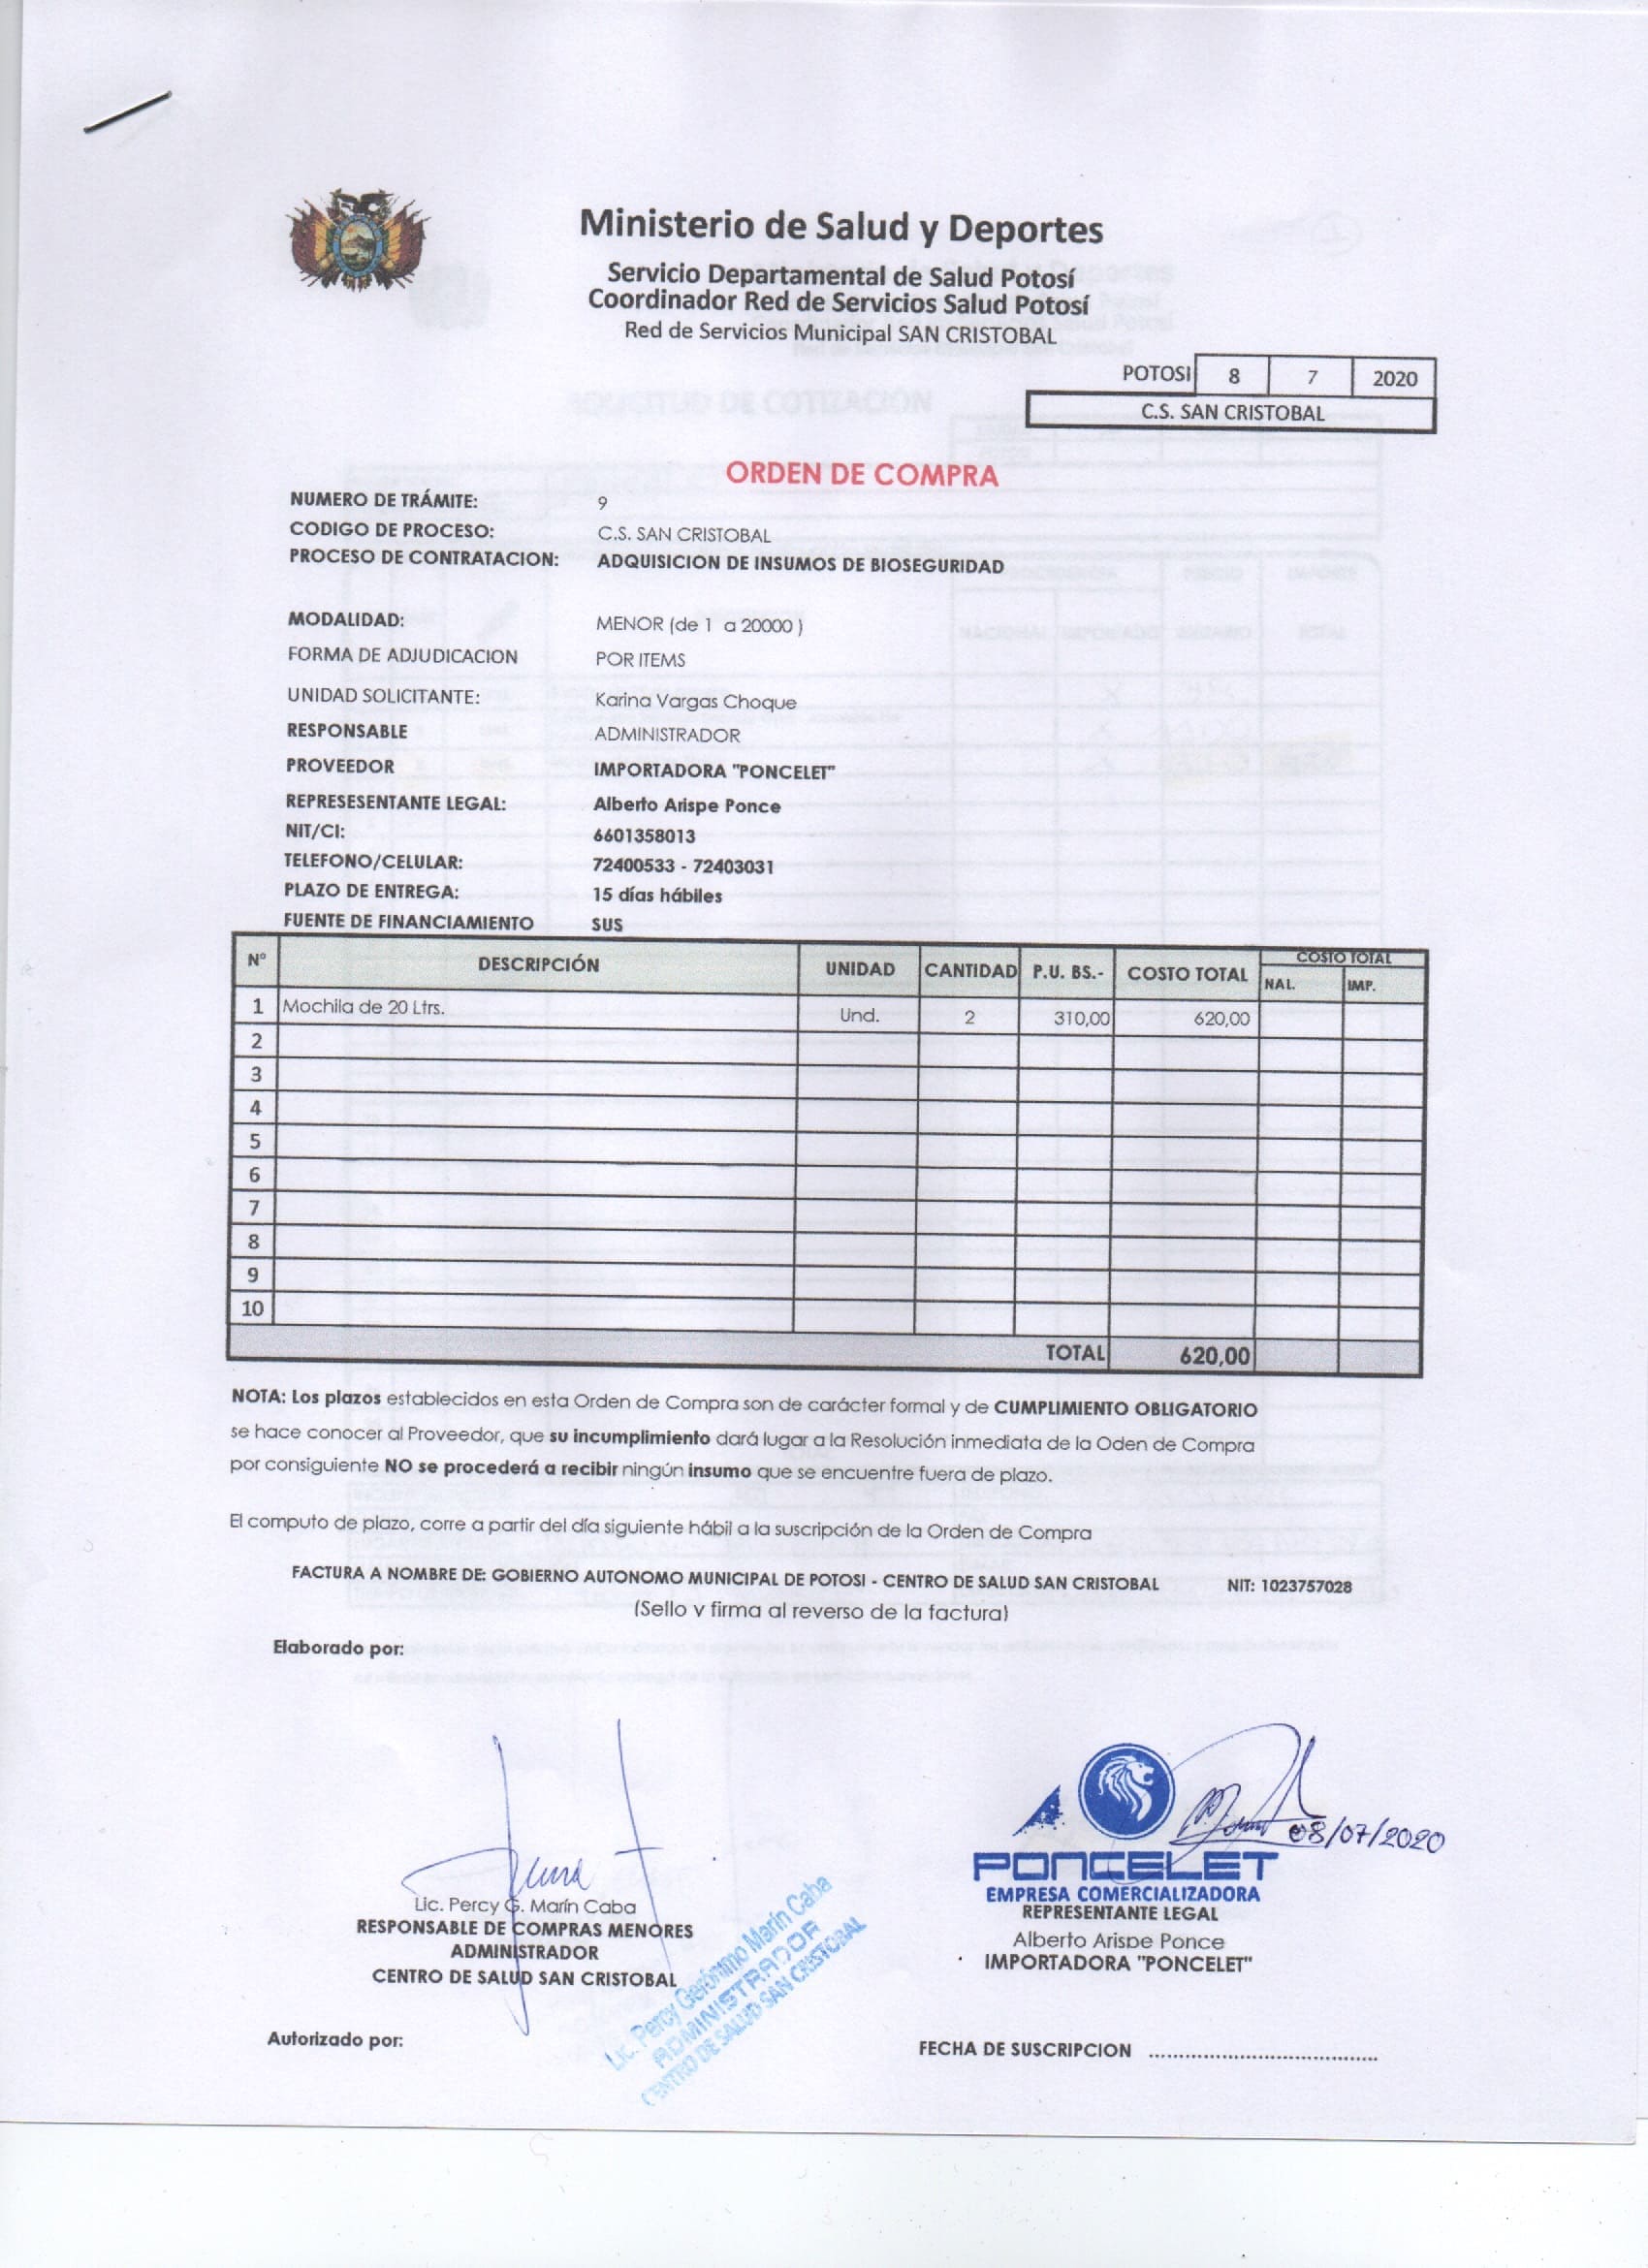 Ministerio de Salud y Deportes
Servicio Departamental de Salud Potosí
Coordinador Red de Servicios Salud Potosí
Red de Servicios Municipal SAN CRISTOBAL
POTOSI 8 7 2020
C.S. SAN CRISTOBAL
ORDEN DE COMPRA
NUMERO DE TRÁMITE: 9
CODIGO DE PROCESO: C.S. SAN CRISTOBAL
PROCESO DE CONTRATACION: ADQUISICION DE INSUMOS DE BIOSEGURIDAD
MODALIDAD: MENOR (de 1 a 20000 )
FORMA DE ADJUDICACION POR ITEMS
UNIDAD SOLICITANTE: Karina Vargas Choque
RESPONSABLE ADMINISTRADOR
PROVEEDOR IMPORTADORA "PONCELET"
REPRESESENTANTE LEGAL: Alberto Arispe Ponce
NIT/CI: 6601358013
TELEFONO/CELULAR: 72400533 - 72403031
PLAZO DE ENTREGA: 15 días hábiles
FUENTE DE FINANCIAMIENTO SUS
N° DESCRIPCIÓN UNIDAD CANTIDAD P.U. BS.- COSTO TOTAL COSTO TOTAL
NAL. IMP.
1 Mochila de 20 Ltrs. Und. 2 310,00 620,00
2
3
4
5
6
7
8
9
10
TOTAL 620,00
NOTA: Los plazos establecidos en esta Orden de Compra son de carácter formal y de CUMPLIMIENTO OBLIGATORIO
se hace conocer al Proveedor, que su incumplimiento dará lugar a la Resolución inmediata de la Oden de Compra
por consiguiente NO se procederá a recibir ningún insumo que se encuentre fuera de plazo.
El computo de plazo, corre a partir del día siguiente hábil a la suscripción de la Orden de Compra
FACTURA A NOMBRE DE: GOBIERNO AUTONOMO MUNICIPAL DE POTOSI - CENTRO DE SALUD SAN CRISTOBAL NIT: 1023757028
(Sello y firma al reverso de la factura)
Elaborado por:
08/07/2020
PONCELET
EMPRESA COMERCIALIZADORA
REPRESENTANTE LEGAL
Alberto Arispe Ponce
IMPORTADORA "PONCELET"
Lic. Percy G. Marín Caba
RESPONSABLE DE COMPRAS MENORES
ADMINISTRADOR
CENTRO DE SALUD SAN CRISTOBAL
Lic. Percy Gerónimo Marín Caba
ADMINISTRADOR
CENTRO DE SALUD SAN CRISTOBAL
Autorizado por:
FECHA DE SUSCRIPCION ........................................